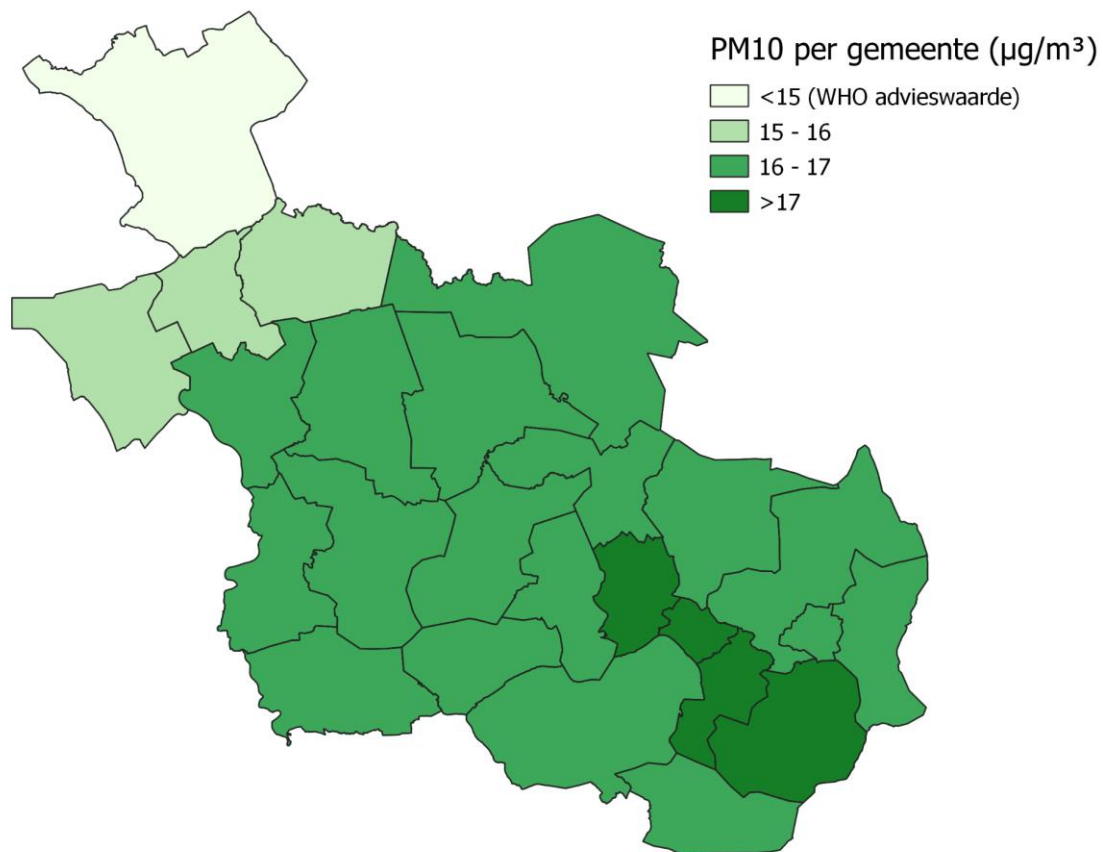 PM10 per gemeente (µg/m³)
<15 (WHO advieswaarde)
15 - 16
16 - 17
>17